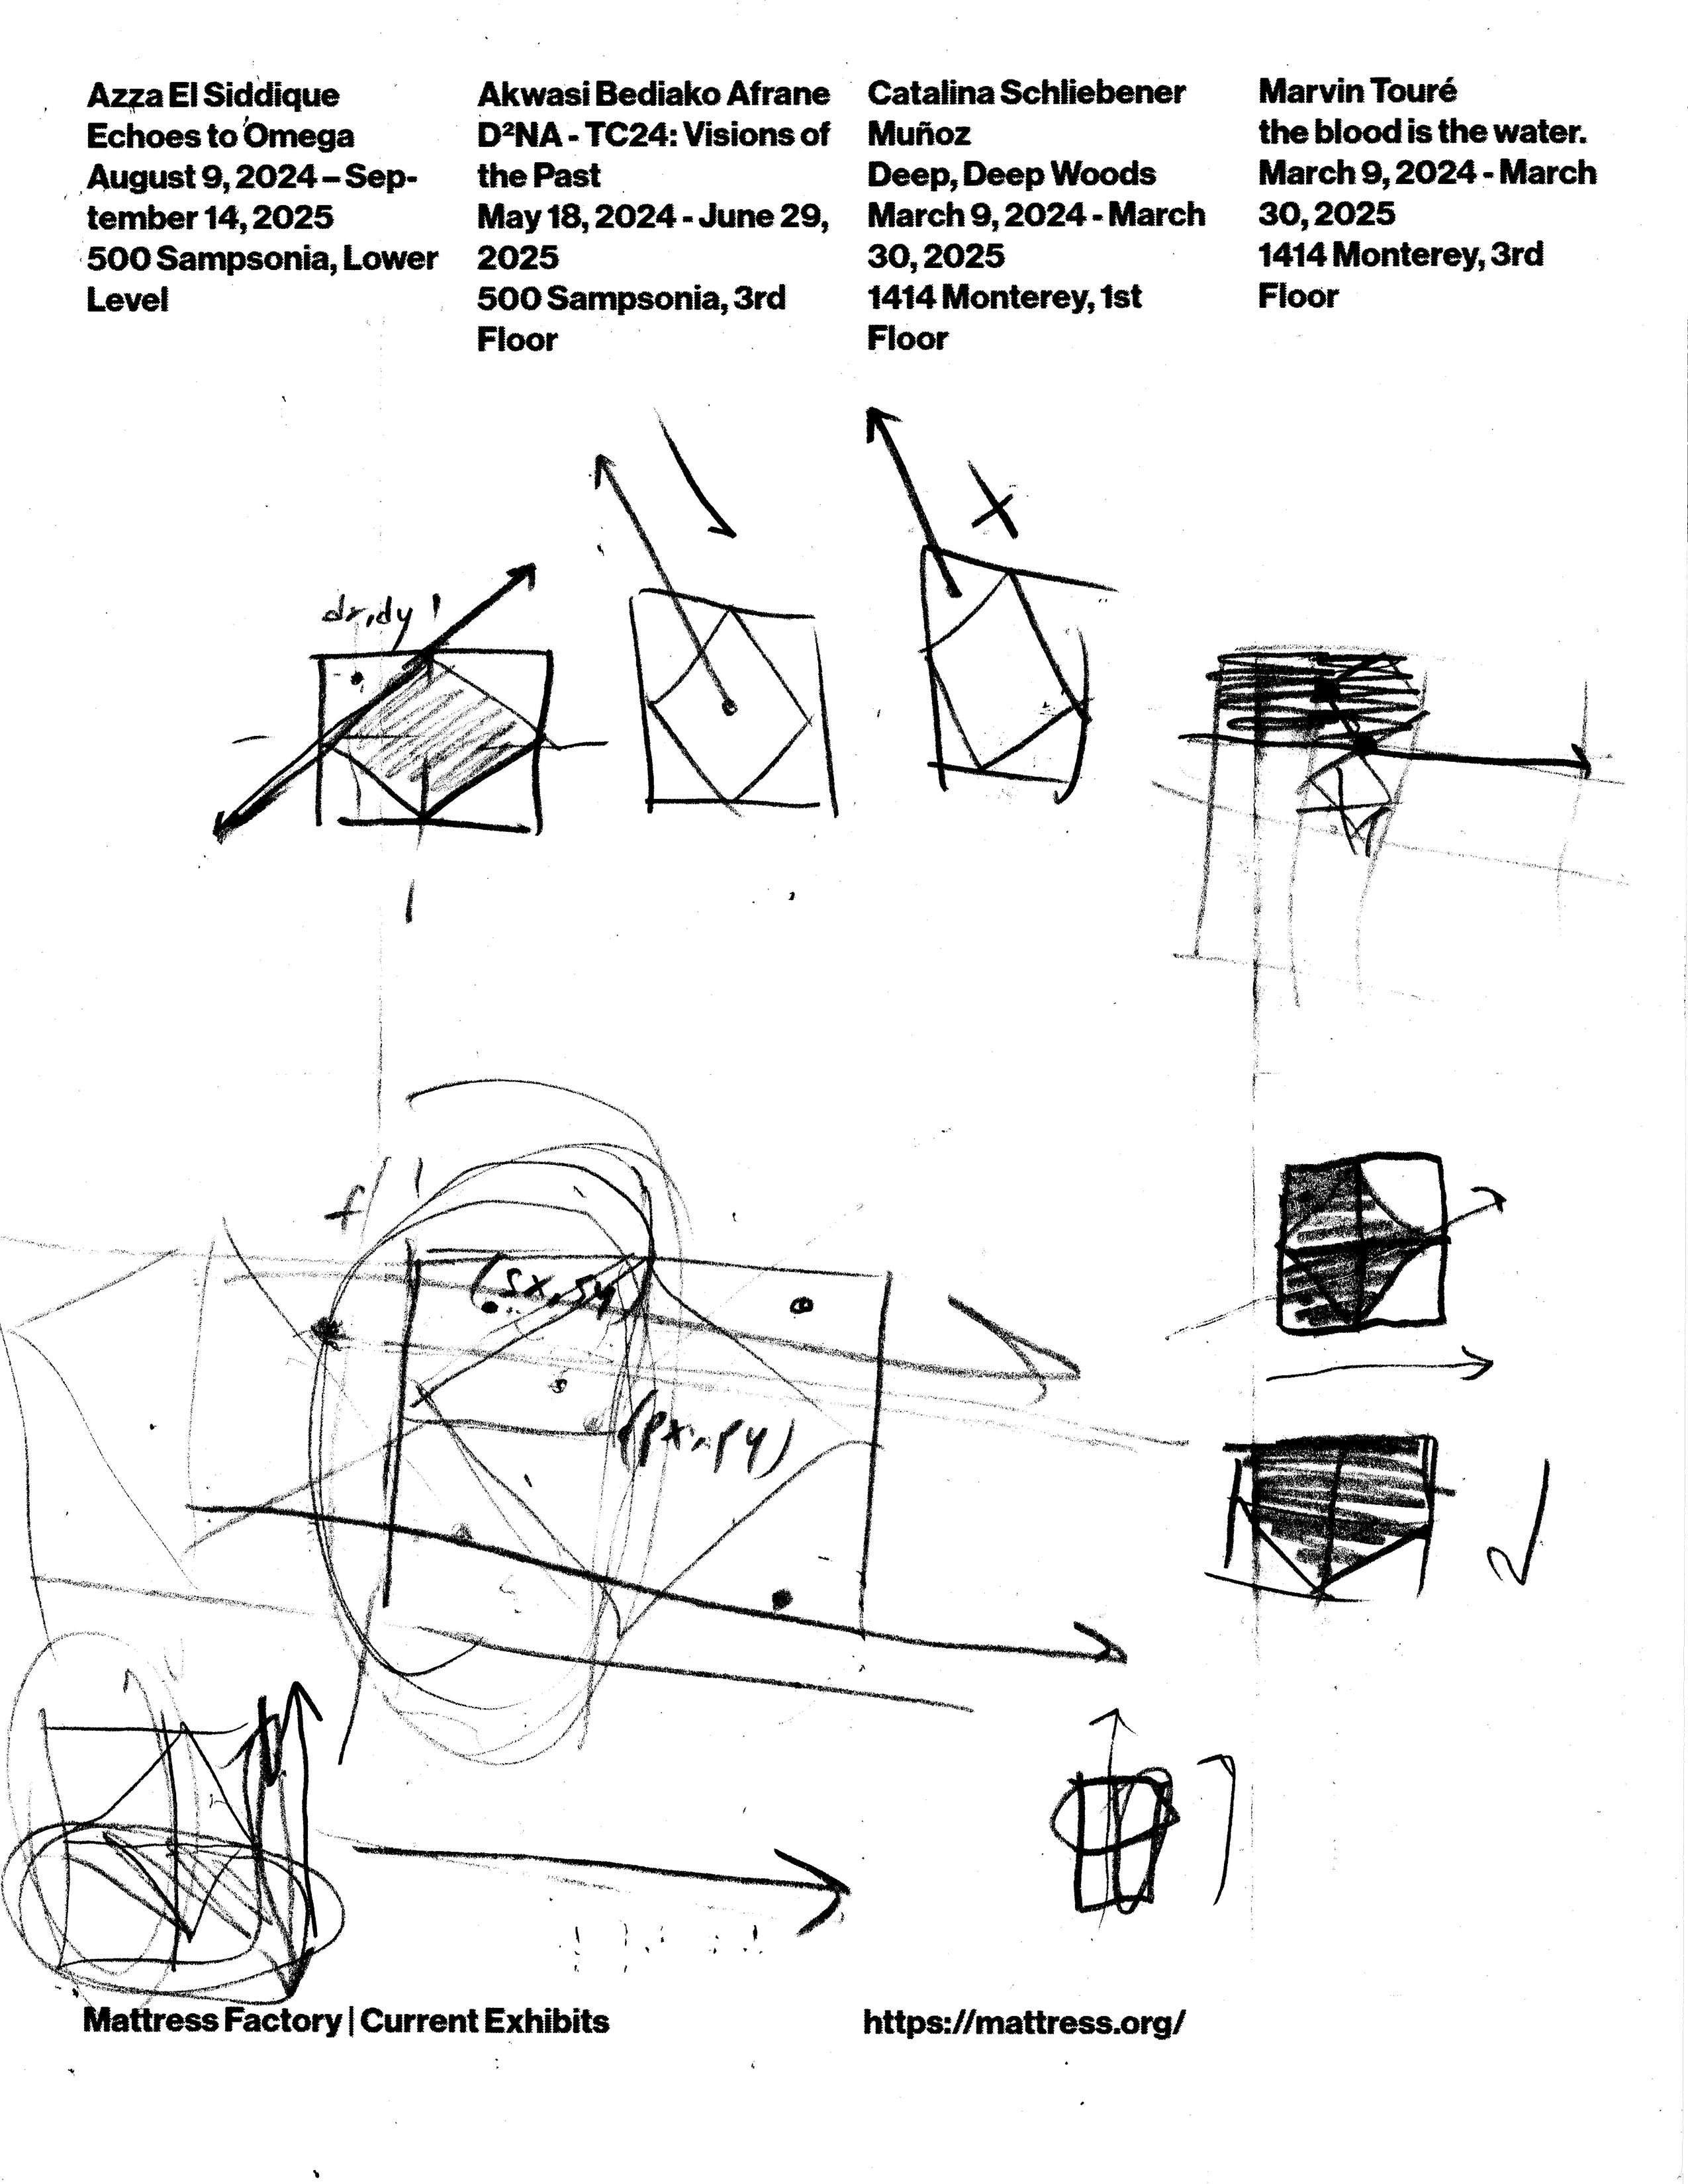 Azza El Siddique
Echoes to Omega
August 9, 2024 – Sep-
tember 14, 2025
500 Sampsonia, Lower
Level
Akwasi Bediako Afrane
D²NA - TC24: Visions of
the Past
May 18, 2024 - June 29,
2025
500 Sampsonia, 3rd
Floor
Catalina Schliebener
Muñoz
Deep, Deep Woods
March 9, 2024 - March
30, 2025
1414 Monterey, 1st
Floor
Marvin Touré
the blood is the water.
March 9, 2024 - March
30, 2025
1414 Monterey, 3rd
Floor
dx, dy
f
(sx, sy)
(px, py)
Mattress Factory | Current Exhibits
https://mattress.org/